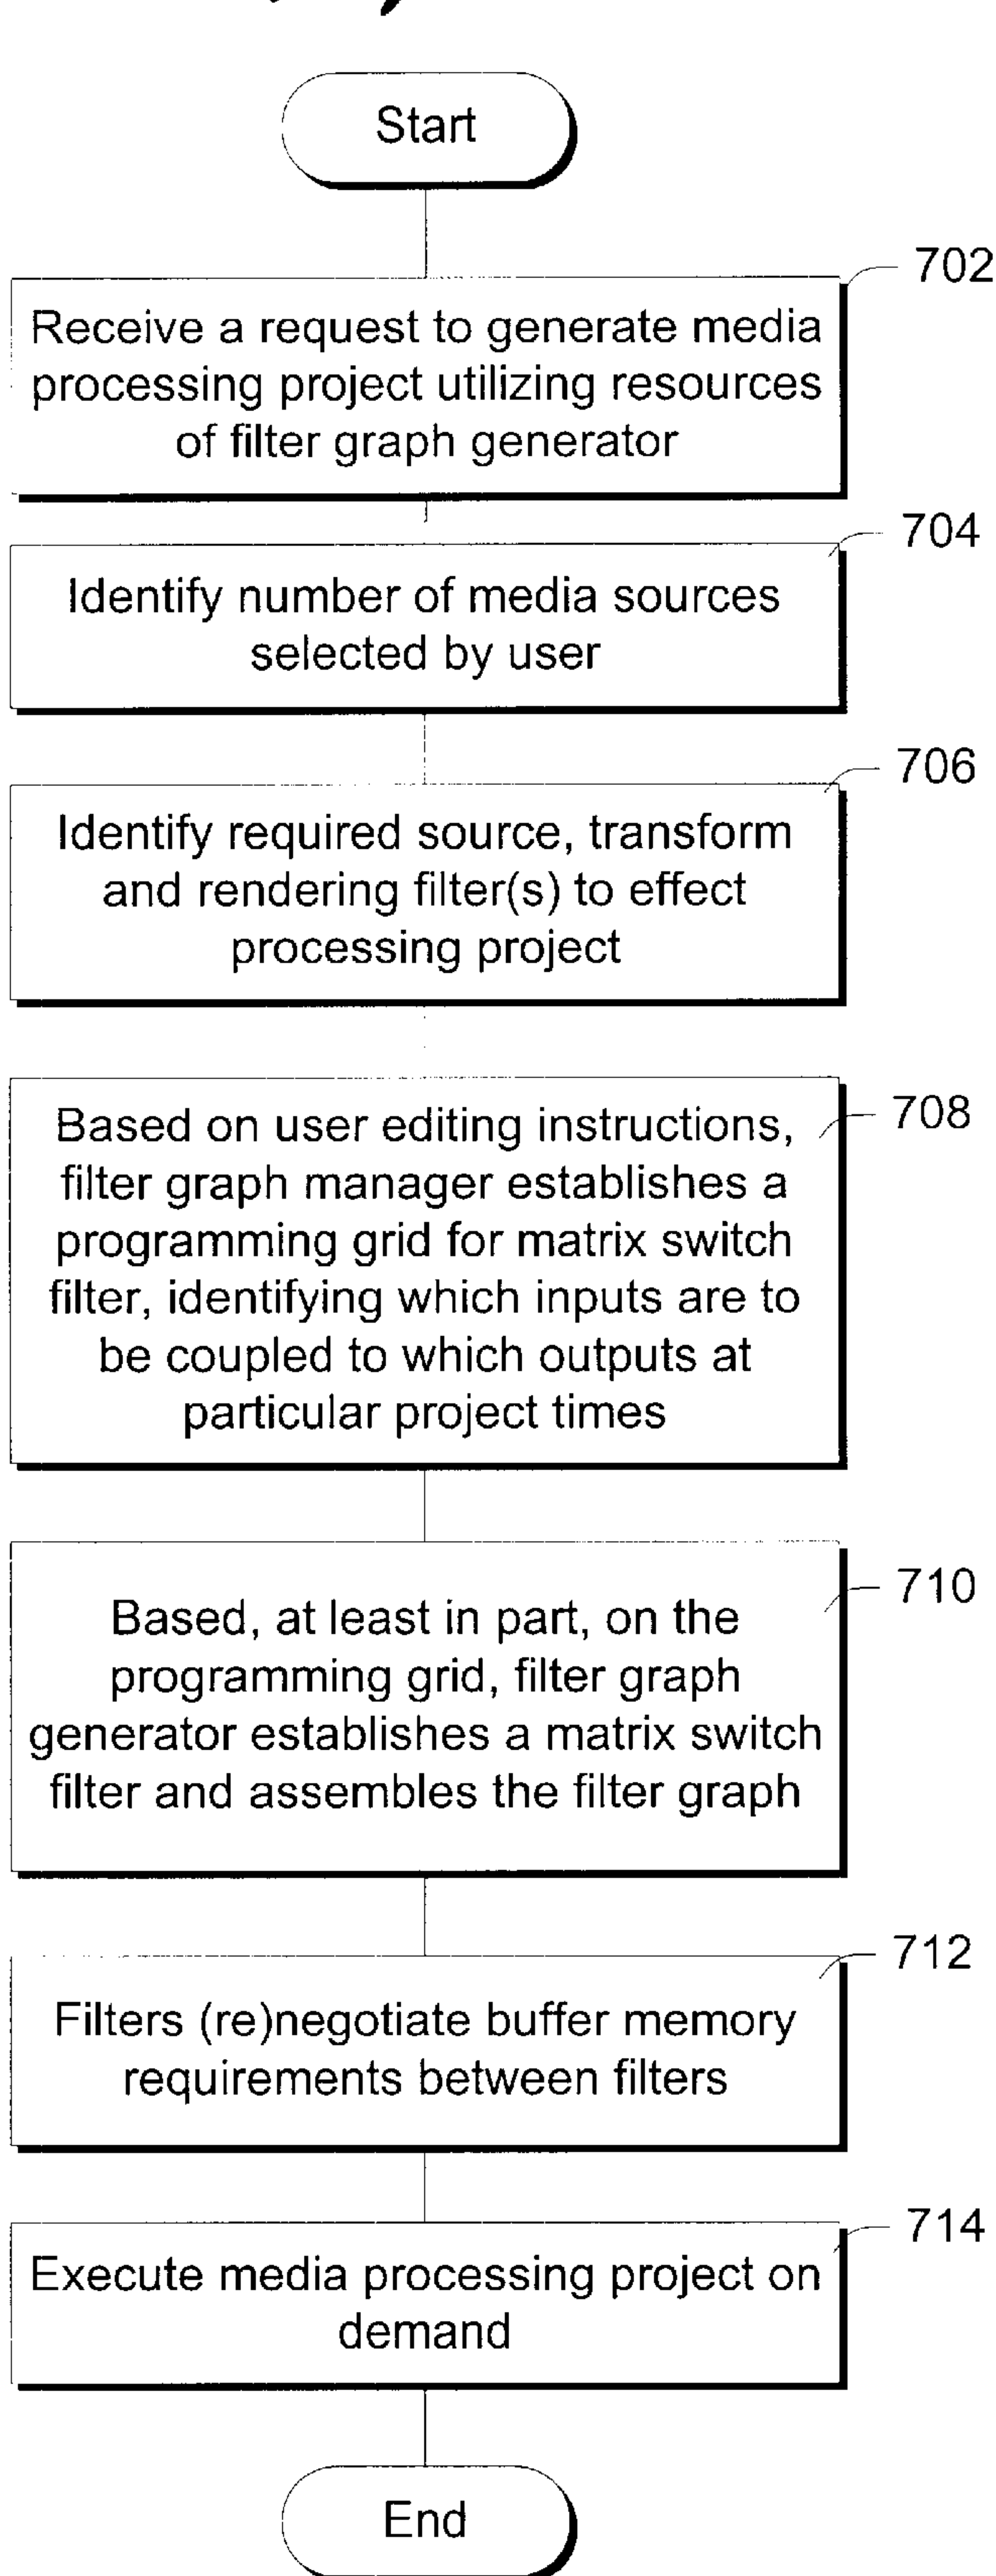 Start
702
Receive a request to generate media
processing project utilizing resources
of filter graph generator
704
Identify number of media sources
selected by user
706
Identify required source, transform
and rendering filter(s) to effect
processing project
708
Based on user editing instructions,
filter graph manager establishes a
programming grid for matrix switch
filter, identifying which inputs are to
be coupled to which outputs at
particular project times
710
Based, at least in part, on the
programming grid, filter graph
generator establishes a matrix switch
filter and assembles the filter graph
712
Filters (re)negotiate buffer memory
requirements between filters
714
Execute media processing project on
demand
End